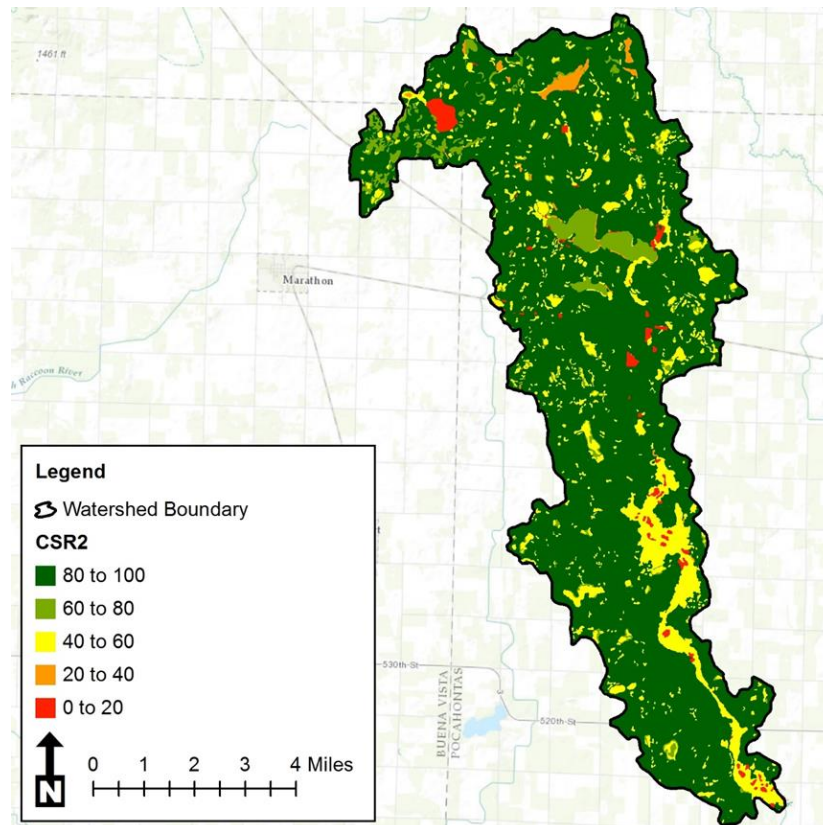 1461 ft
Marathon
Raccoon River
Legend
Watershed Boundary
CSR2
80 to 100
60 to 80
40 to 60
20 to 40
0 to 20
N
0 1 2 3 4 Miles
530th St
520th St
BUENA VISTA
POCAHONTAS